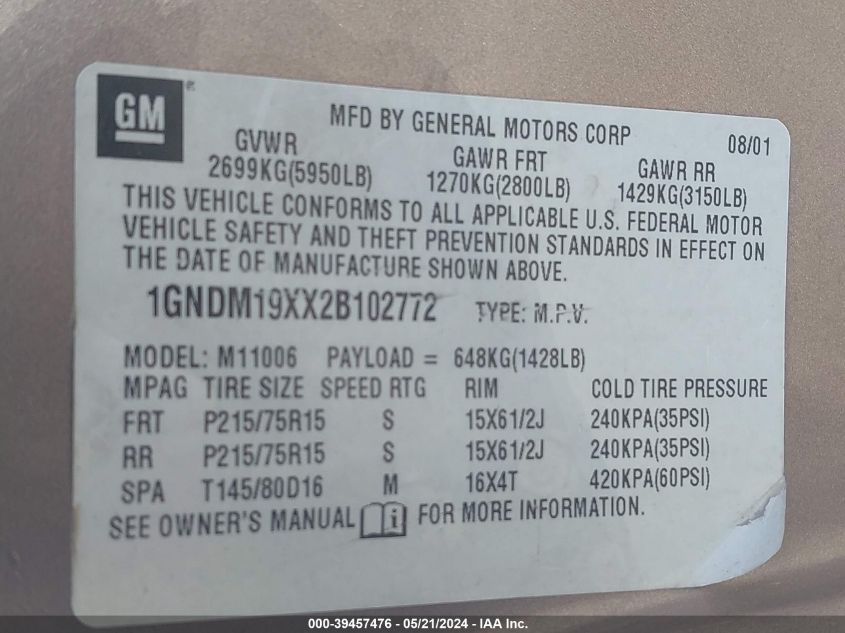 GM®
MFD BY GENERAL MOTORS CORP 08/01
GVWR GAWR FRT GAWR RR
2699KG(5950LB) 1270KG(2800LB) 1429KG(3150LB)
THIS VEHICLE CONFORMS TO ALL APPLICABLE U.S. FEDERAL MOTOR
VEHICLE SAFETY AND THEFT PREVENTION STANDARDS IN EFFECT ON
THE DATE OF MANUFACTURE SHOWN ABOVE.
1GNDM19XX2B102772 TYPE: M.P.V.
MODEL: M11006 PAYLOAD = 648KG(1428LB)
MPAG TIRE SIZE SPEED RTG RIM COLD TIRE PRESSURE
FRT P215/75R15 S 15X61/2J 240KPA(35PSI)
RR P215/75R15 S 15X61/2J 240KPA(35PSI)
SPA T145/80D16 M 16X4T 420KPA(60PSI)
SEE OWNER'S MANUAL i FOR MORE INFORMATION.
000-39457476 - 05/21/2024 - IAA Inc.